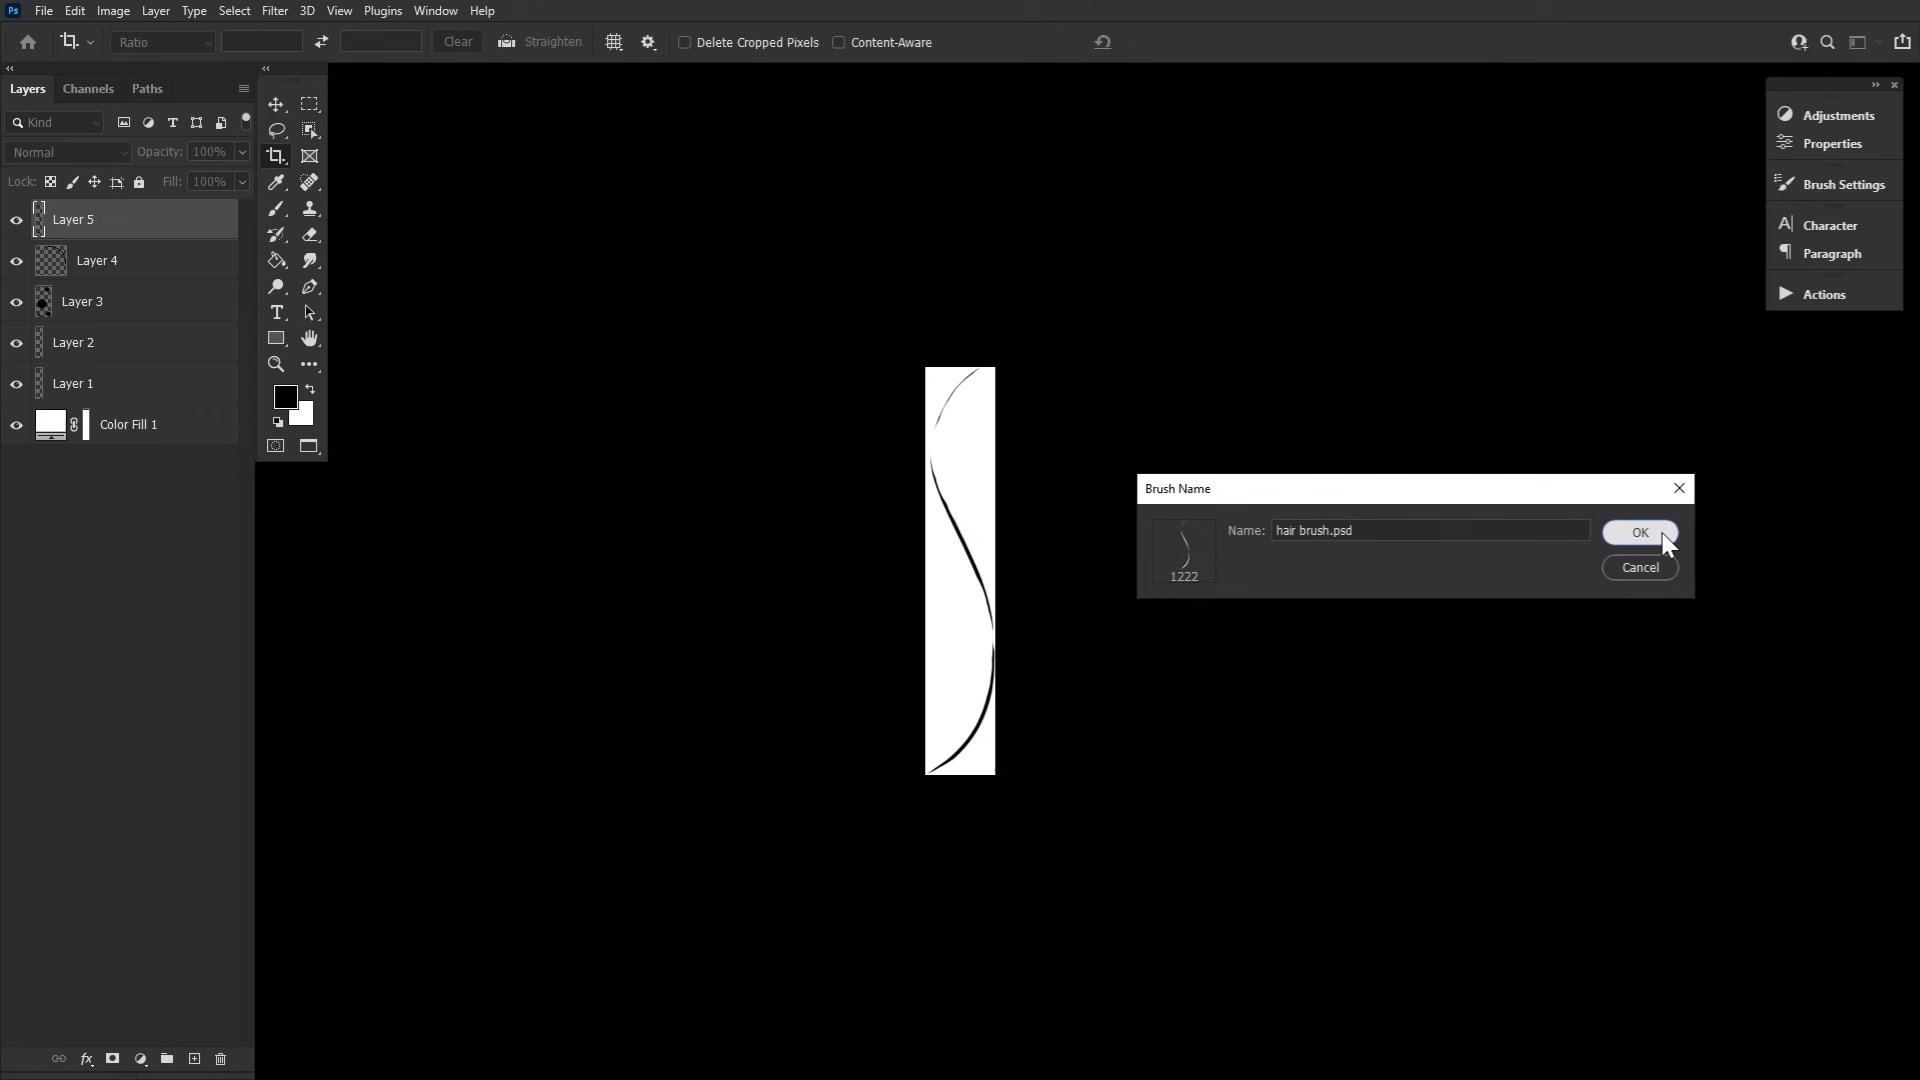 Ps File Edit Image Layer Type Select Filter 3D View Plugins Window Help
Ratio Clear Straighten Delete Cropped Pixels Content-Aware
Layers Channels Paths
Kind
Normal Opacity: 100%
Lock: Fill: 100%
Layer 5
Layer 4
Layer 3
Layer 2
Layer 1
Color Fill 1
fx
Adjustments
Properties
Brush Settings
Character
Paragraph
Actions
Brush Name
Name: hair brush.psd OK
1222 Cancel